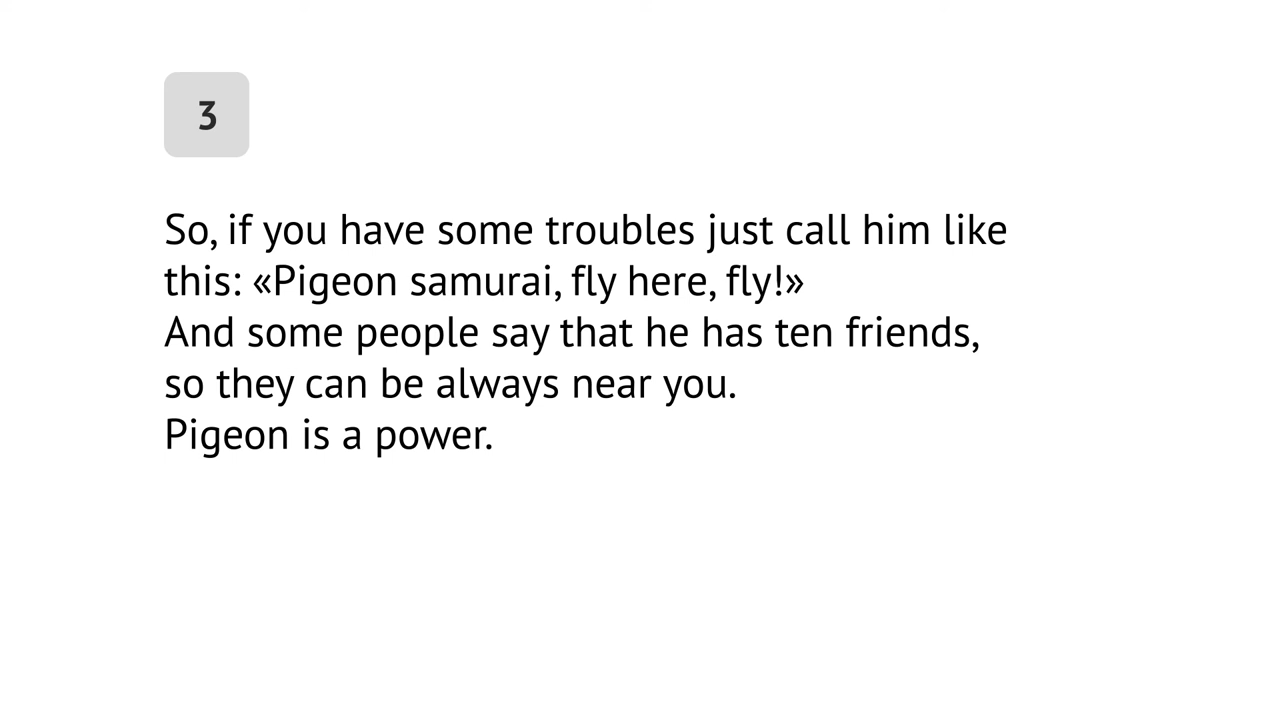 3
So, if you have some troubles just call him like
this: «Pigeon samurai, fly here, fly!»
And some people say that he has ten friends,
so they can be always near you.
Pigeon is a power.